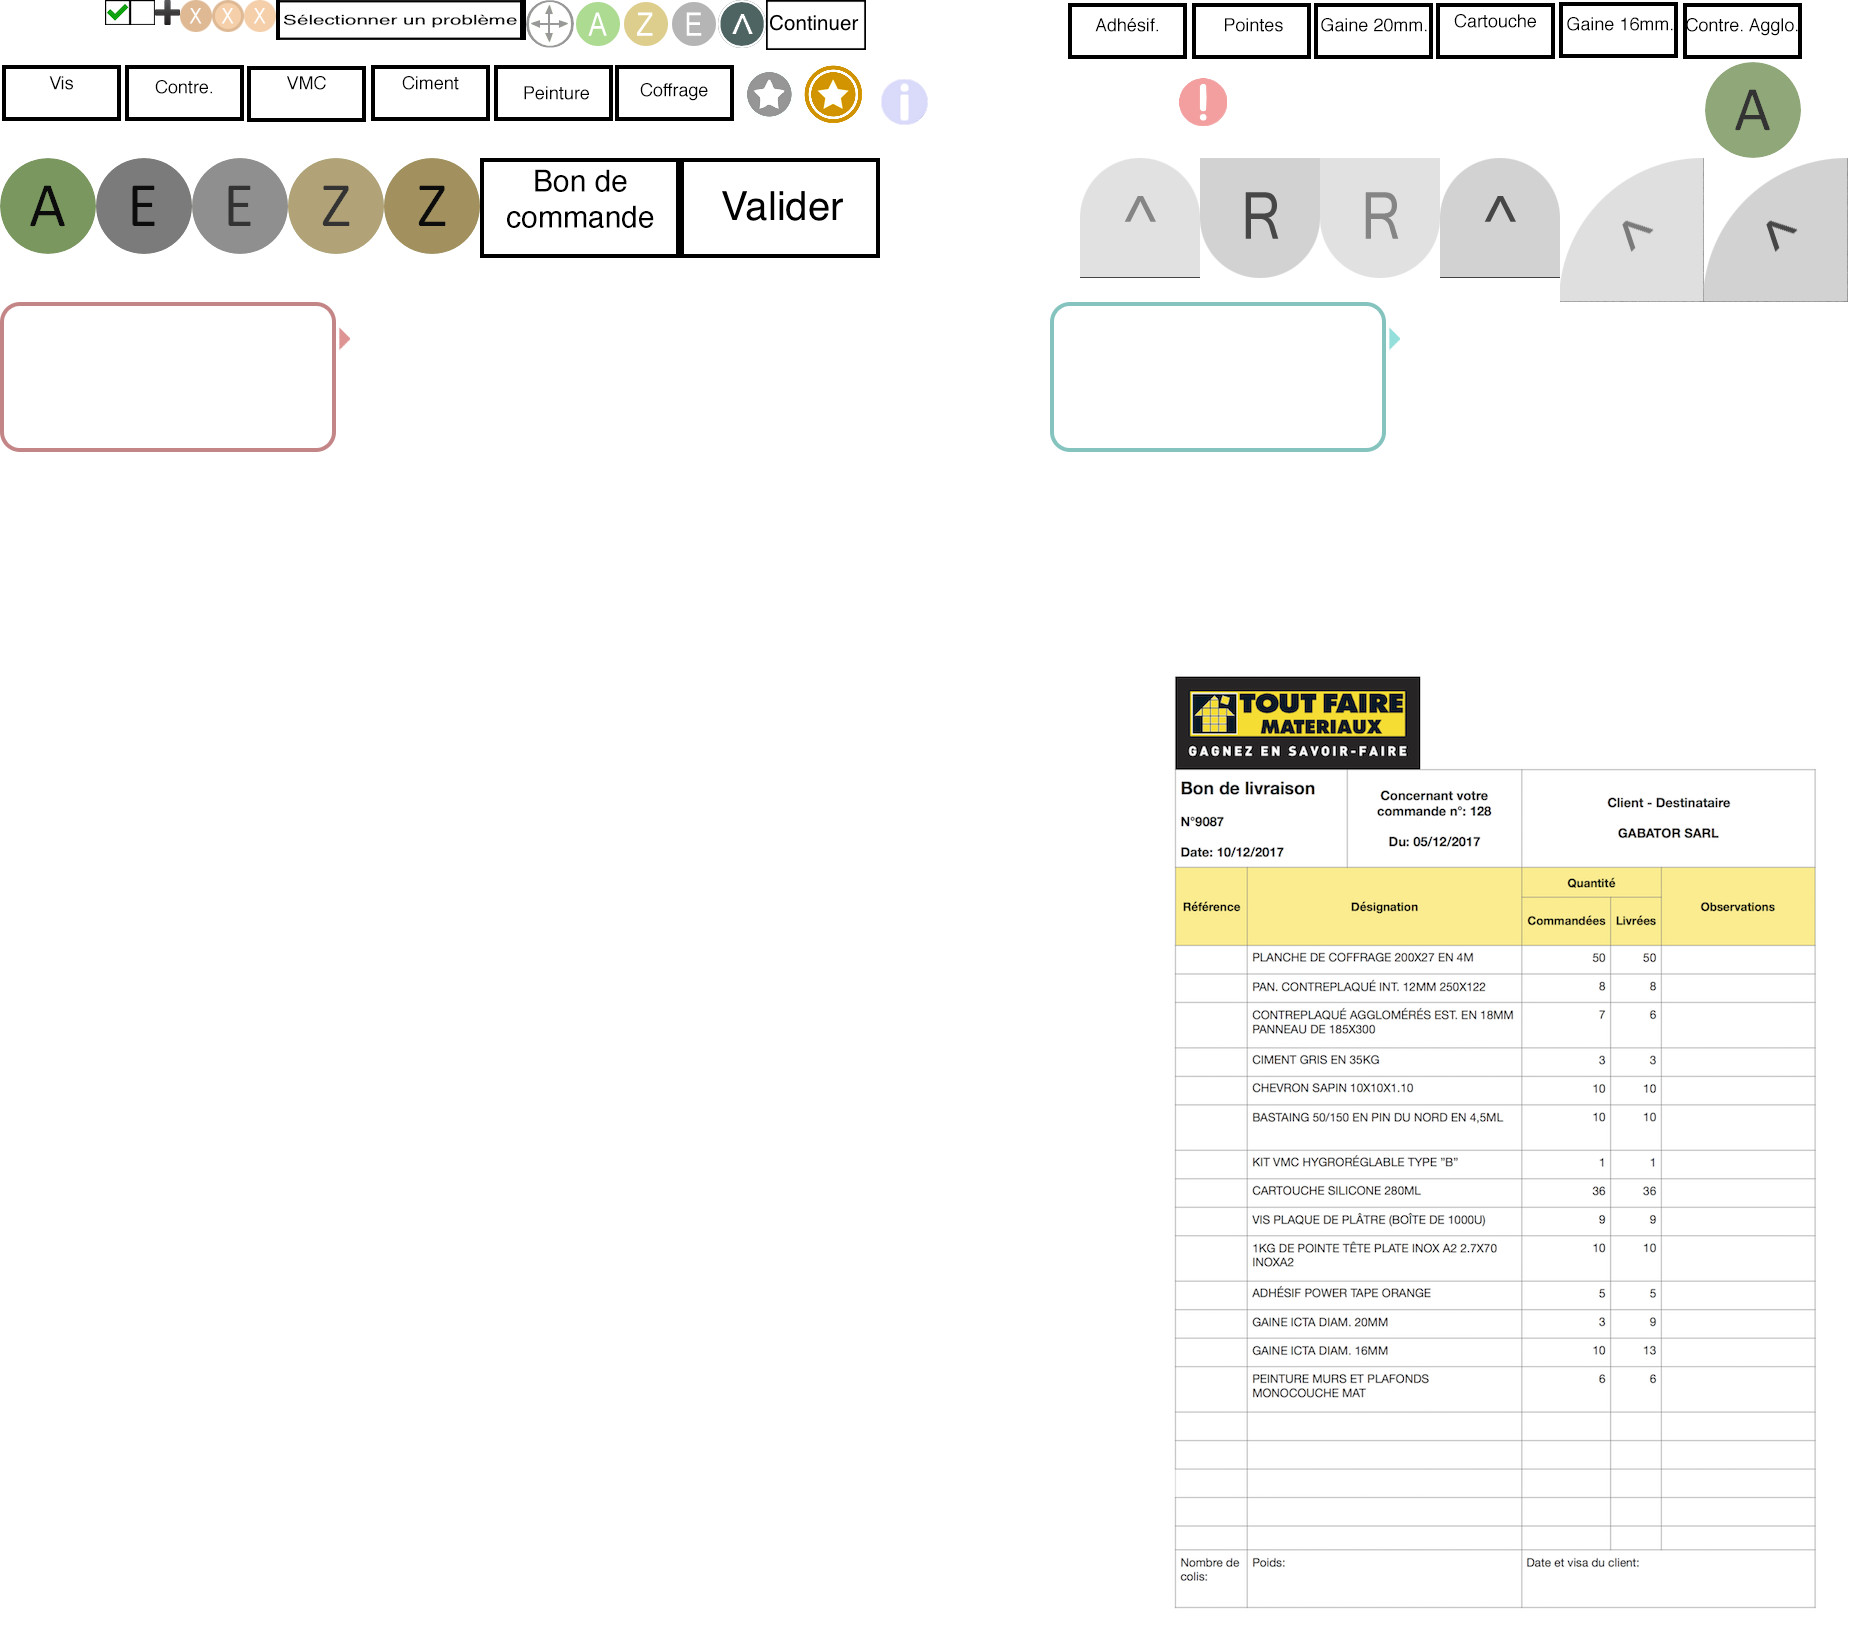 X X X Sélectionner un problème A Z E Λ Continuer
Adhésif. Pointes Gaine 20mm. Cartouche Gaine 16mm. Contre. Agglo.
Vis Contre. VMC Ciment Peinture Coffrage i
! A
A E E Z Z
Bon de
commande
Valider
^ R R ^ ^ ^
TOUT FAIRE
MATERIAUX
GAGNEZ EN SAVOIR-FAIRE
Bon de livraison
N°9087
Date: 10/12/2017
Concernant votre
commande n°: 128
Du: 05/12/2017
Client - Destinataire
GABATOR SARL
Référence Désignation Quantité Observations
Commandées Livrées
PLANCHE DE COFFRAGE 200X27 EN 4M 50 50
PAN. CONTREPLAQUÉ INT. 12MM 250X122 8 8
CONTREPLAQUÉ AGGLOMÉRÉS EST. EN 18MM 7 6
PANNEAU DE 185X300
CIMENT GRIS EN 35KG 3 3
CHEVRON SAPIN 10X10X1.10 10 10
BASTAING 50/150 EN PIN DU NORD EN 4,5ML 10 10
KIT VMC HYGRORÉGLABLE TYPE "B" 1 1
CARTOUCHE SILICONE 280ML 36 36
VIS PLAQUE DE PLÂTRE (BOÎTE DE 1000U) 9 9
1KG DE POINTE TÊTE PLATE INOX A2 2.7X70 10 10
INOXA2
ADHÉSIF POWER TAPE ORANGE 5 5
GAINE ICTA DIAM. 20MM 3 9
GAINE ICTA DIAM. 16MM 10 13
PEINTURE MURS ET PLAFONDS 6 6
MONOCOUCHE MAT
Nombre de Poids: Date et visa du client:
colis: